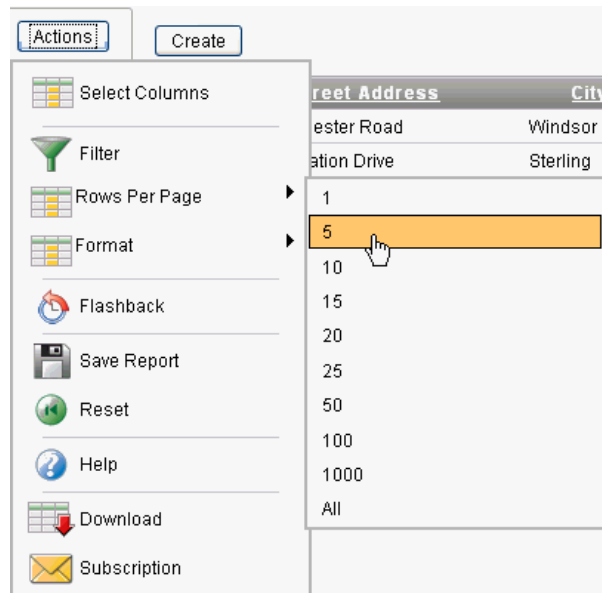 Actions
Create
reet Address City
ester Road Windsor
ation Drive Sterling
Select Columns
Filter
Rows Per Page
Format
Flashback
Save Report
Reset
Help
Download
Subscription
1
5
10
15
20
25
50
100
1000
All